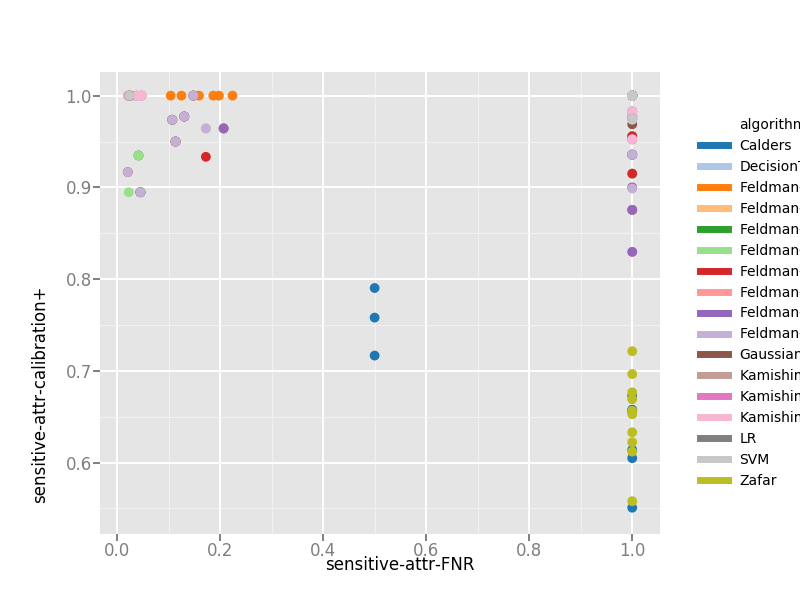 1.0
0.9
0.8
0.7
0.6
sensitive-attr-calibration+
0.0
0.2
0.4
0.6
0.8
1.0
sensitive-attr-FNR
algorithm
Calders
DecisionT
Feldman-
Feldman-
Feldman-
Feldman-
Feldman-
Feldman-
Feldman-
Feldman-
Gaussian
Kamishin
Kamishin
Kamishin
LR
SVM
Zafar